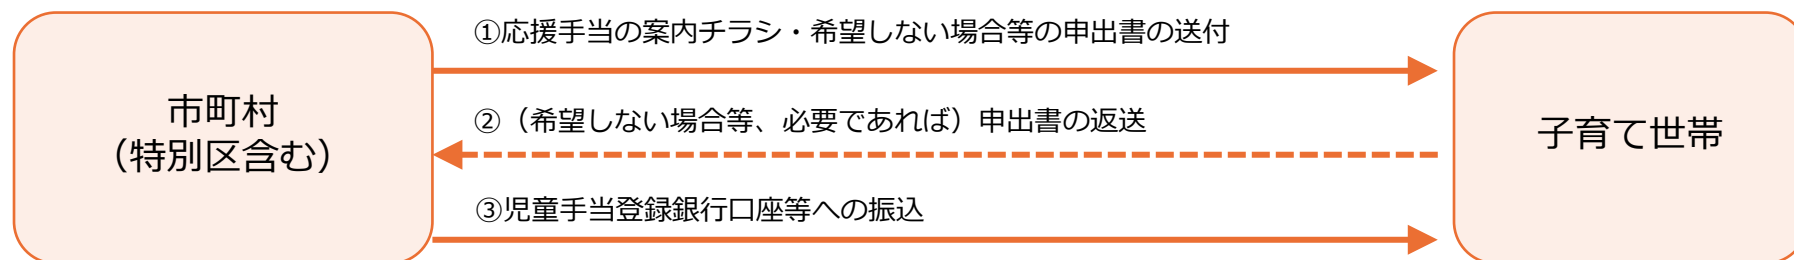 市町村
（特別区含む）
①応援手当の案内チラシ・希望しない場合等の申出書の送付
②（希望しない場合等、必要であれば）申出書の返送
③児童手当登録銀行口座等への振込
子育て世帯